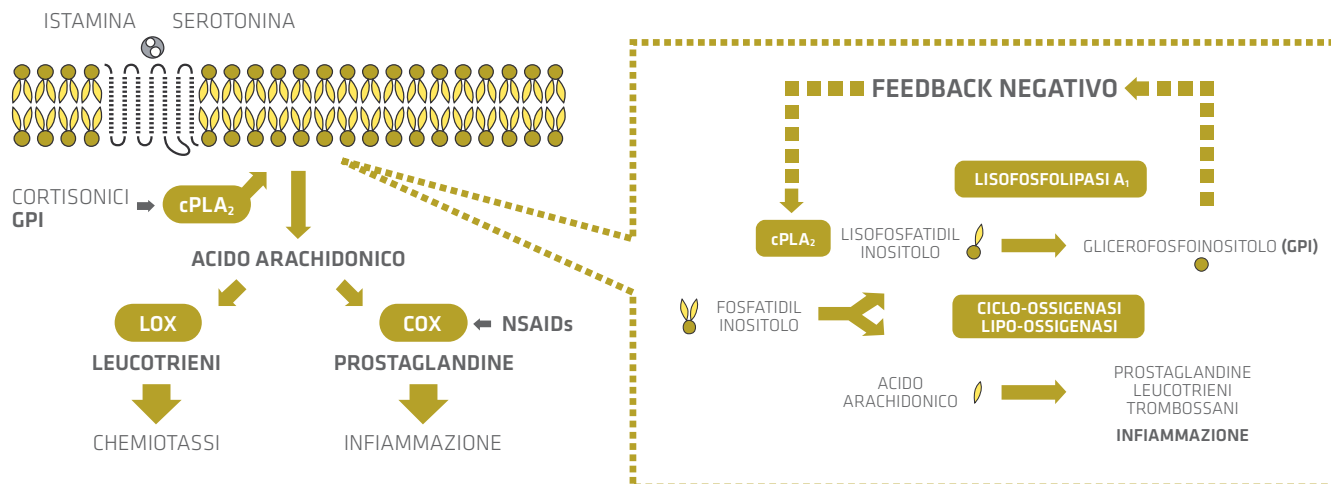 ISTAMINA SEROTONINA
CORTISONICI
GPI
cPLA₂
ACIDO ARACHIDONICO
LOX
COX
NSAIDs
LEUCOTRIENI
PROSTAGLANDINE
CHEMIOTASSI
INFIAMMAZIONE
FEEDBACK NEGATIVO
LISOFOSFOLIPASI A₁
cPLA₂
LISOFOSFATIDIL
INOSITOLO
GLICEROFOSFOINOSITOLO (GPI)
FOSFATIDIL
INOSITOLO
CICLO-OSSIGENASI
LIPO-OSSIGENASI
ACIDO
ARACHIDONICO
PROSTAGLANDINE
LEUCOTRIENI
TROMBOSSANI
INFIAMMAZIONE